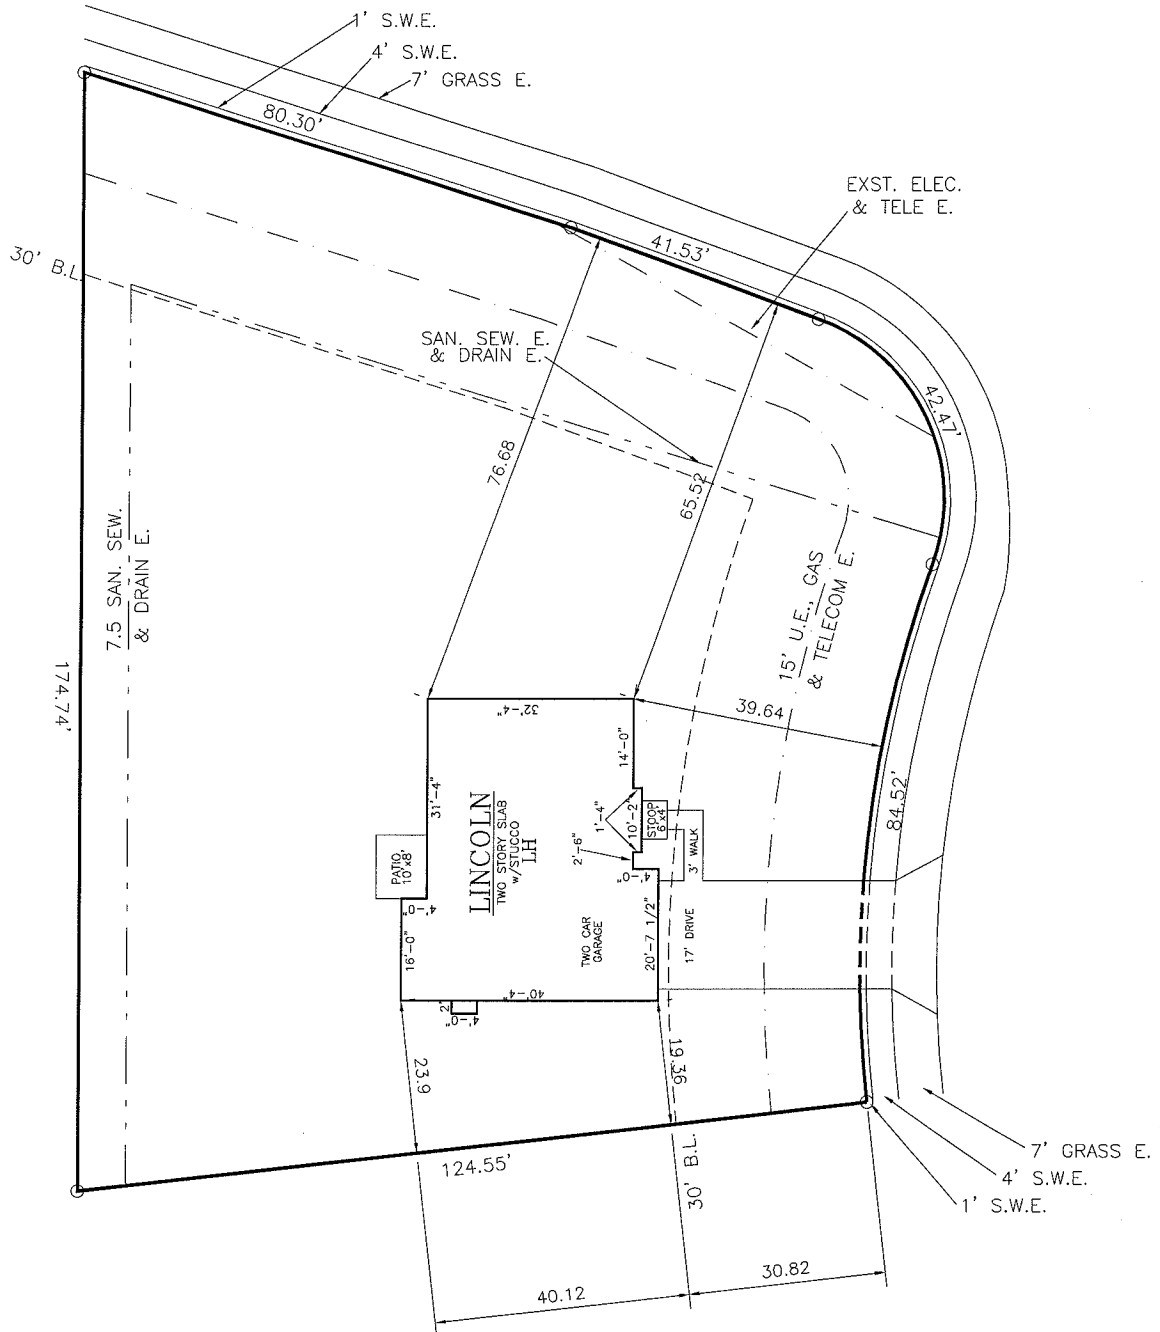 1' S.W.E.
4' S.W.E.
7' GRASS E.
80.30'
EXST. ELEC.
& TELE E.
41.53'
30' B.L.
SAN. SEW. E.
& DRAIN E.
42.47'
76.68
65.52
7.5 SAN. SEW.
& DRAIN E.
15' U.E., GAS
& TELECOM E.
174.74'
32'-4"
39.64
14'-0"
31'-4"
84.52'
LINCOLN
TWO STORY SLAB
w/STUCCO
LH
1'-4"
10'-2"
STOOP
6'x4'
2'-6"
3' WALK
PATIO
10'x8'
4'-0"
4'-0"
16'-0"
TWO CAR
GARAGE
20'-7 1/2"
17' DRIVE
40'-4"
2'
4'-0"
23.9
19.36
124.55'
30' B.L.
7' GRASS E.
4' S.W.E.
1' S.W.E.
30.82
40.12